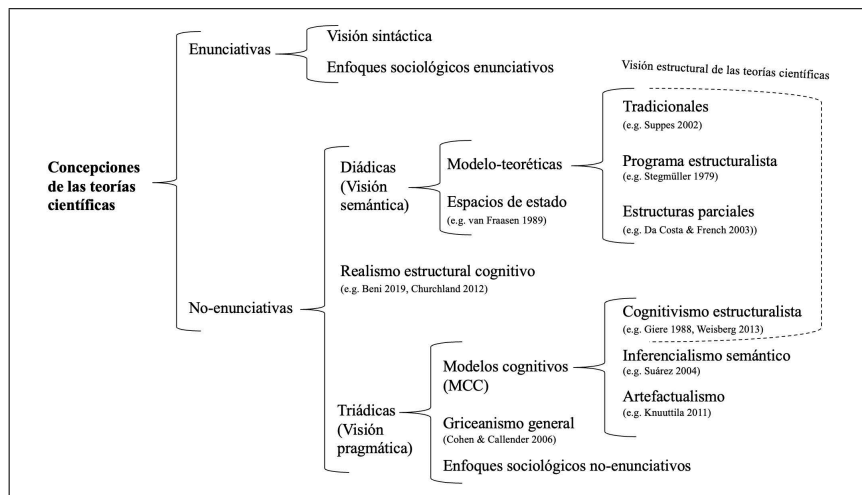 Enunciativas
Visión sintáctica
Enfoques sociológicos enunciativos
Visión estructural de las teorías científicas
Concepciones
de las teorías
científicas
No-enunciativas
Diádicas
(Visión
semántica)
Modelo-teoréticas
Tradicionales
(e.g. Suppes 2002)
Programa estructuralista
(e.g. Stegmüller 1979)
Estructuras parciales
(e.g. Da Costa & French 2003))
Espacios de estado
(e.g. van Fraasen 1989)
Realismo estructural cognitivo
(e.g. Beni 2019, Churchland 2012)
Triádicas
(Visión
pragmática)
Modelos cognitivos
(MCC)
Cognitivismo estructuralista
(e.g. Giere 1988, Weisberg 2013)
Inferencialismo semántico
(e.g. Suárez 2004)
Artefactualismo
(e.g. Knuuttila 2011)
Griceanismo general
(Cohen & Callender 2006)
Enfoques sociológicos no-enunciativos